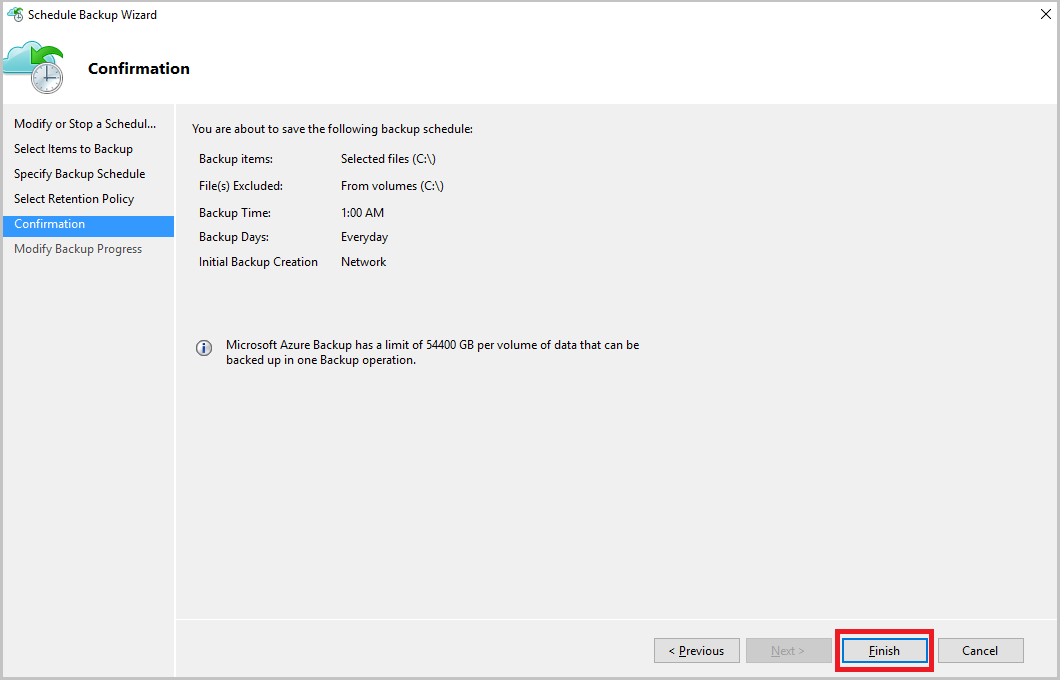 Schedule Backup Wizard
Confirmation
Modify or Stop a Schedul...
Select Items to Backup
Specify Backup Schedule
Select Retention Policy
Confirmation
Modify Backup Progress
You are about to save the following backup schedule:
Backup items: Selected files (C:\)
File(s) Excluded: From volumes (C:\)
Backup Time: 1:00 AM
Backup Days: Everyday
Initial Backup Creation Network
Microsoft Azure Backup has a limit of 54400 GB per volume of data that can be
backed up in one Backup operation.
< Previous Next > Finish Cancel